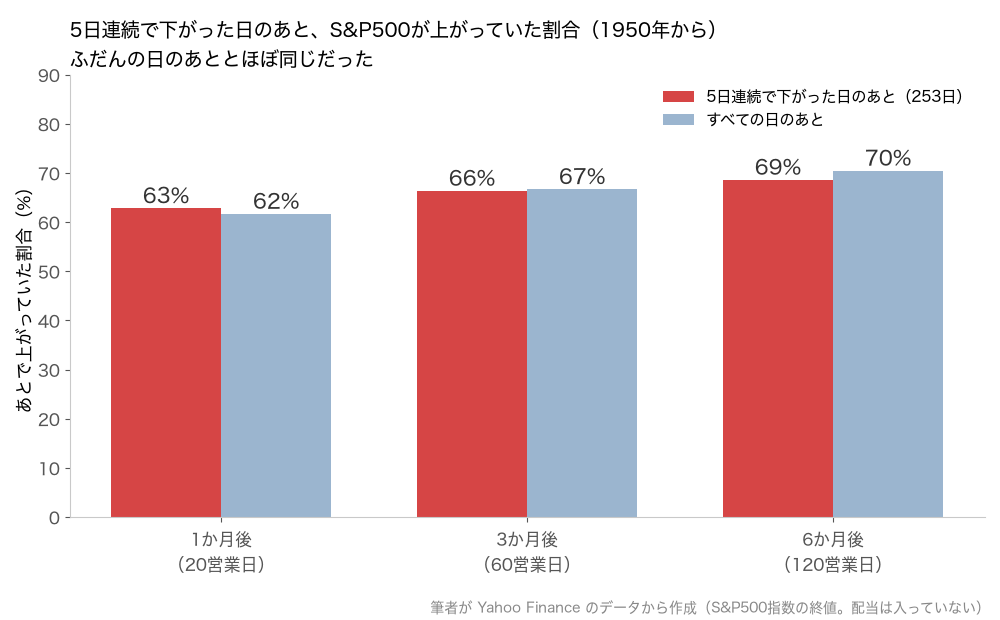 5日連続で下がった日のあと、S&P500が上がっていた割合（1950年から）
ふだんの日のあととほぼ同じだった
5日連続で下がった日のあと（253日）
すべての日のあと
あとで上がっていた割合（%）
90
80
70
60
50
40
30
20
10
0
63%
62%
66%
67%
69%
70%
1か月後
（20営業日）
3か月後
（60営業日）
6か月後
（120営業日）
筆者が Yahoo Finance のデータから作成（S&P500指数の終値。配当は入っていない）